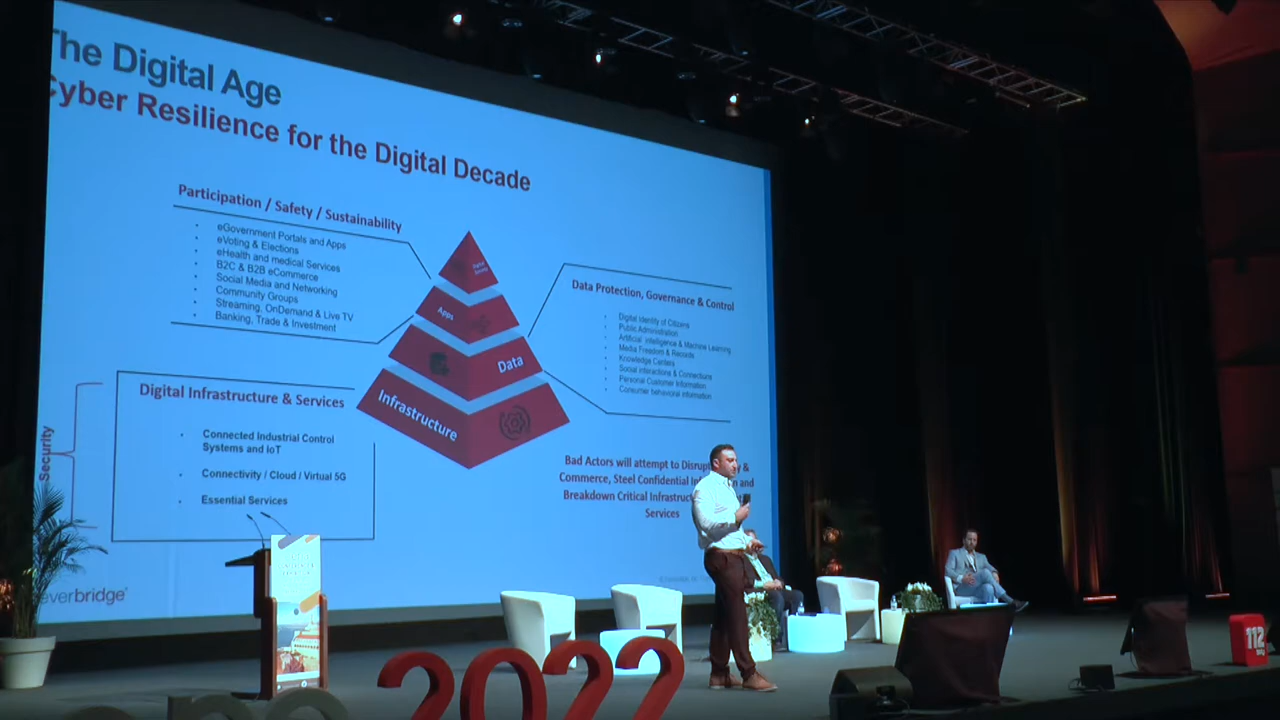 The Digital Age
Cyber Resilience for the Digital Decade
Participation / Safety / Sustainability
• eGovernment Portals and Apps
• eVoting & Elections
• eHealth and medical Services
• B2C & B2B eCommerce
• Social Media and Networking
• Community Groups
• Streaming, OnDemand & Live TV
• Banking, Trade & Investment
Apps
Data
Infrastructure
Data Protection, Governance & Control
• Digital Identity of Citizens
• Public Administration
• Artificial Intelligence & Machine Learning
• Media Freedom & Records
• Knowledge Centers
• Social interactions & Connections
• Personal Customer Information
• Consumer behavioral information
Security
Digital Infrastructure & Services
• Connected Industrial Control
Systems and IoT
• Connectivity / Cloud / Virtual 5G
• Essential Services
Bad Actors will attempt to Disrupt &
Commerce, Steel Confidential and
Breakdown Critical
Services
everbridge
2022
112